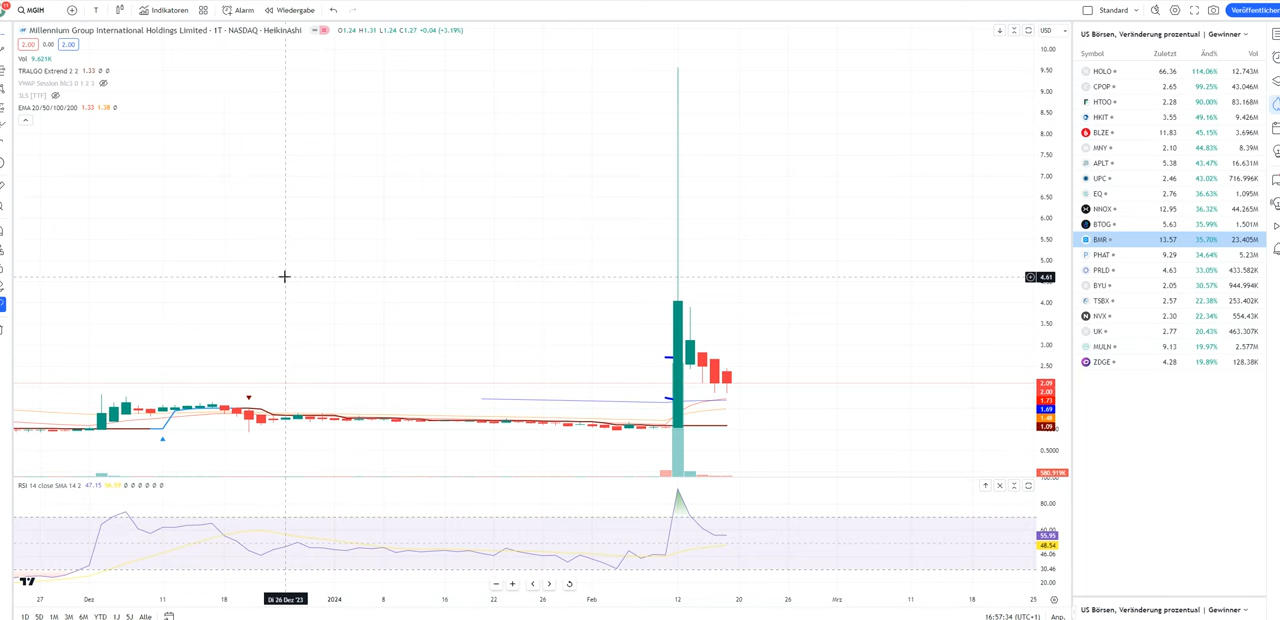 MGIH T Indikatoren Alarm Wiedergabe Standard Veröffentlichen
Millennium Group International Holdings Limited · 1T · NASDAQ · HeikinAshi O1.24 H1.31 L1.24 C1.27 +0.04 (+3.19%) USD
2.00 0.00 2.00
Vol 9.621K
TRALGO Extrend 2 2 1.33 0 0
EMA 20/50/100/200 1.33 1.38 0
10.00
9.50
9.00
8.50
8.00
7.50
7.00
6.50
6.00
5.50
5.00
4.61
4.00
3.50
3.00
2.50
2.09
2.00
1.73
1.69
1.48
1.09
0.5000
580.919K
RSI 14 close SMA 14 2 47.15 56.59 0 0 0 0 0 0
100.00
80.00
60.00
55.95
48.54
46.06
30.46
20.00
27 Dez 11 18 Di 26 Dez '23 2024 8 16 22 26 Feb 12 20 26 Mrz 11 18 25
1D 5D 1M 3M 6M YTD 1J 5J Alle 16:57:34 (UTC+1) Anp.
US Börsen, Veränderung prozentual | Gewinner
Symbol Zuletzt Änd% Vol
HOLO 66.36 114.06% 12.743M
CPOP 2.65 99.25% 43.046M
HTOO 2.28 90.00% 83.168M
HKIT 3.55 49.16% 9.426M
BLZE 11.83 45.15% 3.696M
MNY 2.10 44.83% 8.39M
APLT 5.38 43.47% 16.631M
UPC 2.46 43.02% 716.996K
EQ 2.76 36.63% 1.095M
NNOX 12.95 36.32% 44.265M
BTOG 5.63 35.99% 1.501M
BMR 13.57 35.70% 23.405M
PHAT 9.29 34.64% 5.23M
PRLD 4.63 33.05% 433.582K
BYU 2.05 30.57% 944.994K
TSBX 2.57 22.38% 253.402K
NVX 2.30 22.34% 554.43K
UK 2.77 20.43% 463.307K
MULN 9.13 19.97% 2.577M
ZDGE 4.28 19.89% 128.38K
US Börsen, Veränderung prozentual | Gewinner